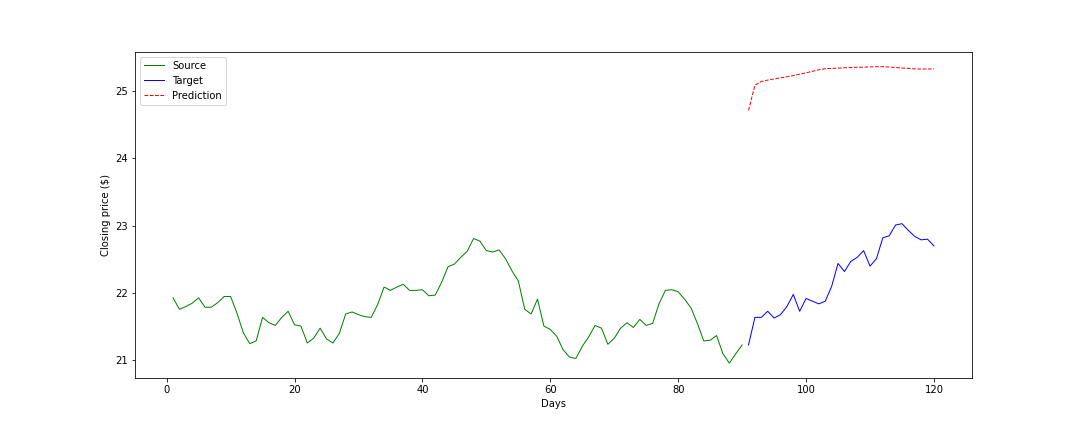 Source
Target
Prediction
25
24
23
22
21
Closing price ($)
0 20 40 60 80 100 120
Days